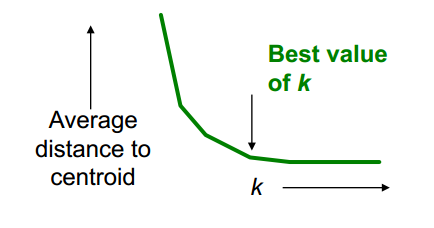 Best value
of k
Average
distance to
centroid
k